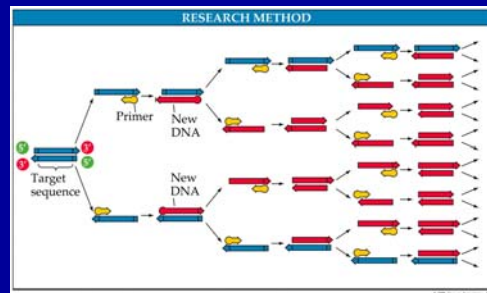 RESEARCH METHOD
Primer
New
DNA
5'
3'
3'
5'
Target
sequence
New
DNA